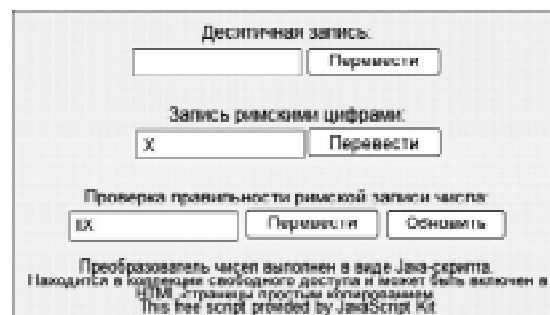 Десятичная запись:
Перевести
Запись римскими цифрами:
X Перевести
Проверка правильности римской записи числа:
IX Перевести Обновить
Преобразователь чисел выполнен в виде Java-скрипта.
Находится в коллекции свободного доступа и может быть включен в
HTML-страницы простым копированием
This free script provided by JavaScript Kit